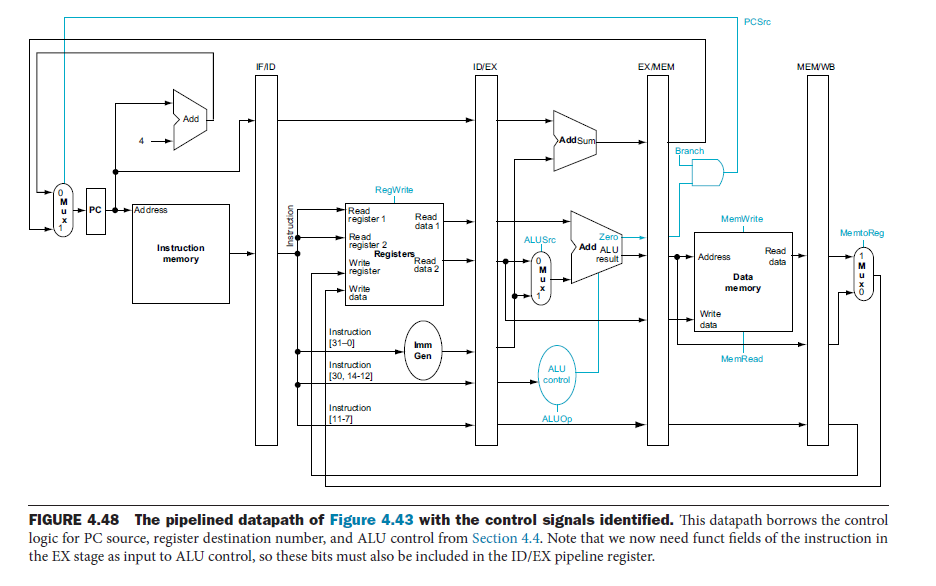 PCSrc
IF/ID
ID/EX
EX/MEM
MEM/WB
Add
4
Add Sum
Branch
RegWrite
0
M
u
x
1
PC
Address
Instruction
memory
Instruction
Read
register 1
Read
register 2
Write
register
Write
data
Registers
Read
data 1
Read
data 2
ALUSrc
0
M
u
x
1
Zero
Add ALU
result
MemWrite
Address
Read
data
Data
memory
Write
data
MemRead
MemtoReg
1
M
u
x
0
Instruction
[31–0]
Imm
Gen
Instruction
[30, 14-12]
ALU
control
Instruction
[11-7]
ALUOp
FIGURE 4.48 The pipelined datapath of Figure 4.43 with the control signals identified. This datapath borrows the control
logic for PC source, register destination number, and ALU control from Section 4.4. Note that we now need funct fields of the instruction in
the EX stage as input to ALU control, so these bits must also be included in the ID/EX pipeline register.